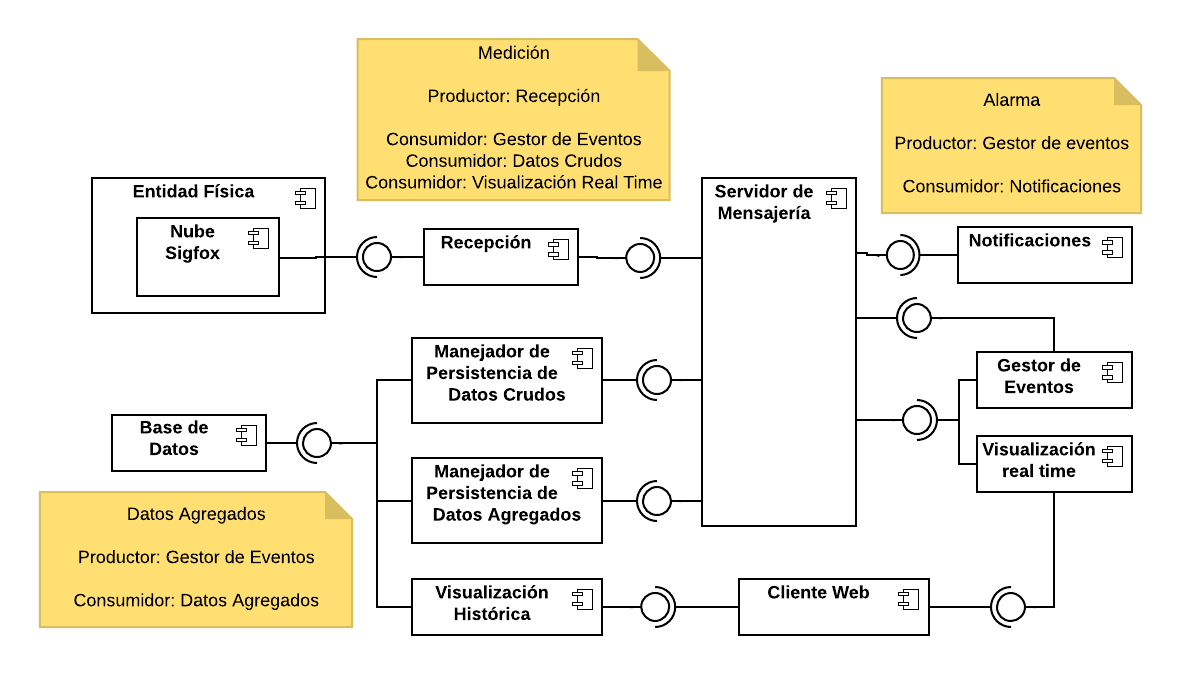 Medición
Productor: Recepción
Consumidor: Gestor de Eventos
Consumidor: Datos Crudos
Consumidor: Visualización Real Time
Alarma
Productor: Gestor de eventos
Consumidor: Notificaciones
Entidad Física
Nube
Sigfox
Recepción
Servidor de
Mensajería
Notificaciones
Manejador de
Persistencia de
Datos Crudos
Gestor de
Eventos
Base de
Datos
Visualización
real time
Manejador de
Persistencia de
Datos Agregados
Datos Agregados
Productor: Gestor de Eventos
Consumidor: Datos Agregados
Visualización
Histórica
Cliente Web